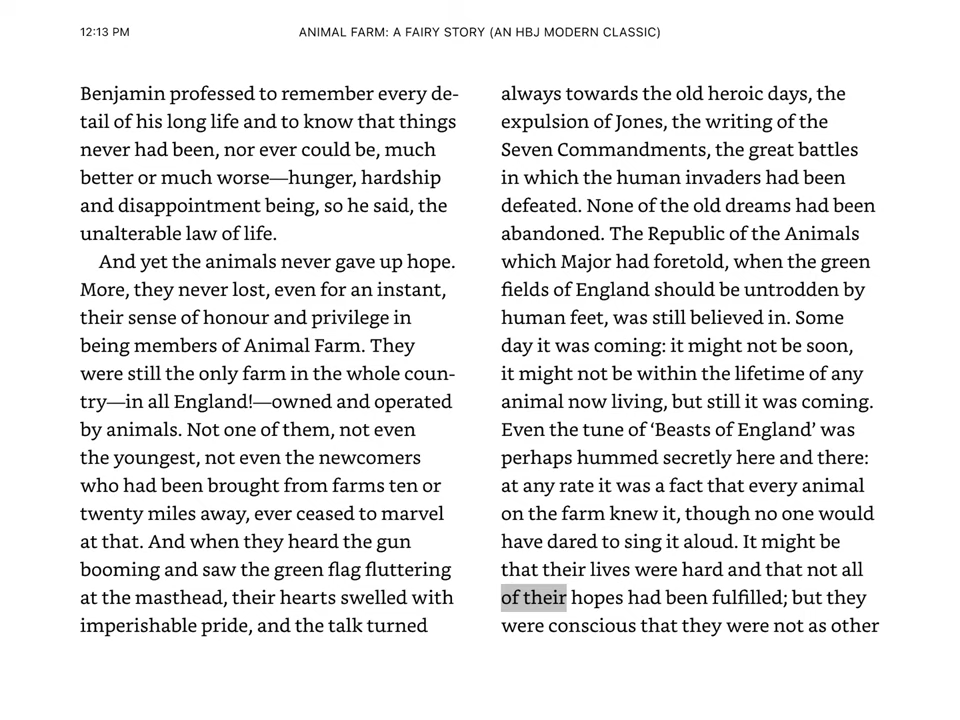 12:13 PM
ANIMAL FARM: A FAIRY STORY (AN HBJ MODERN CLASSIC)
Benjamin professed to remember every de-
tail of his long life and to know that things
never had been, nor ever could be, much
better or much worse—hunger, hardship
and disappointment being, so he said, the
unalterable law of life.
And yet the animals never gave up hope.
More, they never lost, even for an instant,
their sense of honour and privilege in
being members of Animal Farm. They
were still the only farm in the whole coun-
try—in all England!—owned and operated
by animals. Not one of them, not even
the youngest, not even the newcomers
who had been brought from farms ten or
twenty miles away, ever ceased to marvel
at that. And when they heard the gun
booming and saw the green flag fluttering
at the masthead, their hearts swelled with
imperishable pride, and the talk turned
always towards the old heroic days, the
expulsion of Jones, the writing of the
Seven Commandments, the great battles
in which the human invaders had been
defeated. None of the old dreams had been
abandoned. The Republic of the Animals
which Major had foretold, when the green
fields of England should be untrodden by
human feet, was still believed in. Some
day it was coming: it might not be soon,
it might not be within the lifetime of any
animal now living, but still it was coming.
Even the tune of ‘Beasts of England’ was
perhaps hummed secretly here and there:
at any rate it was a fact that every animal
on the farm knew it, though no one would
have dared to sing it aloud. It might be
that their lives were hard and that not all
of their hopes had been fulfilled; but they
were conscious that they were not as other